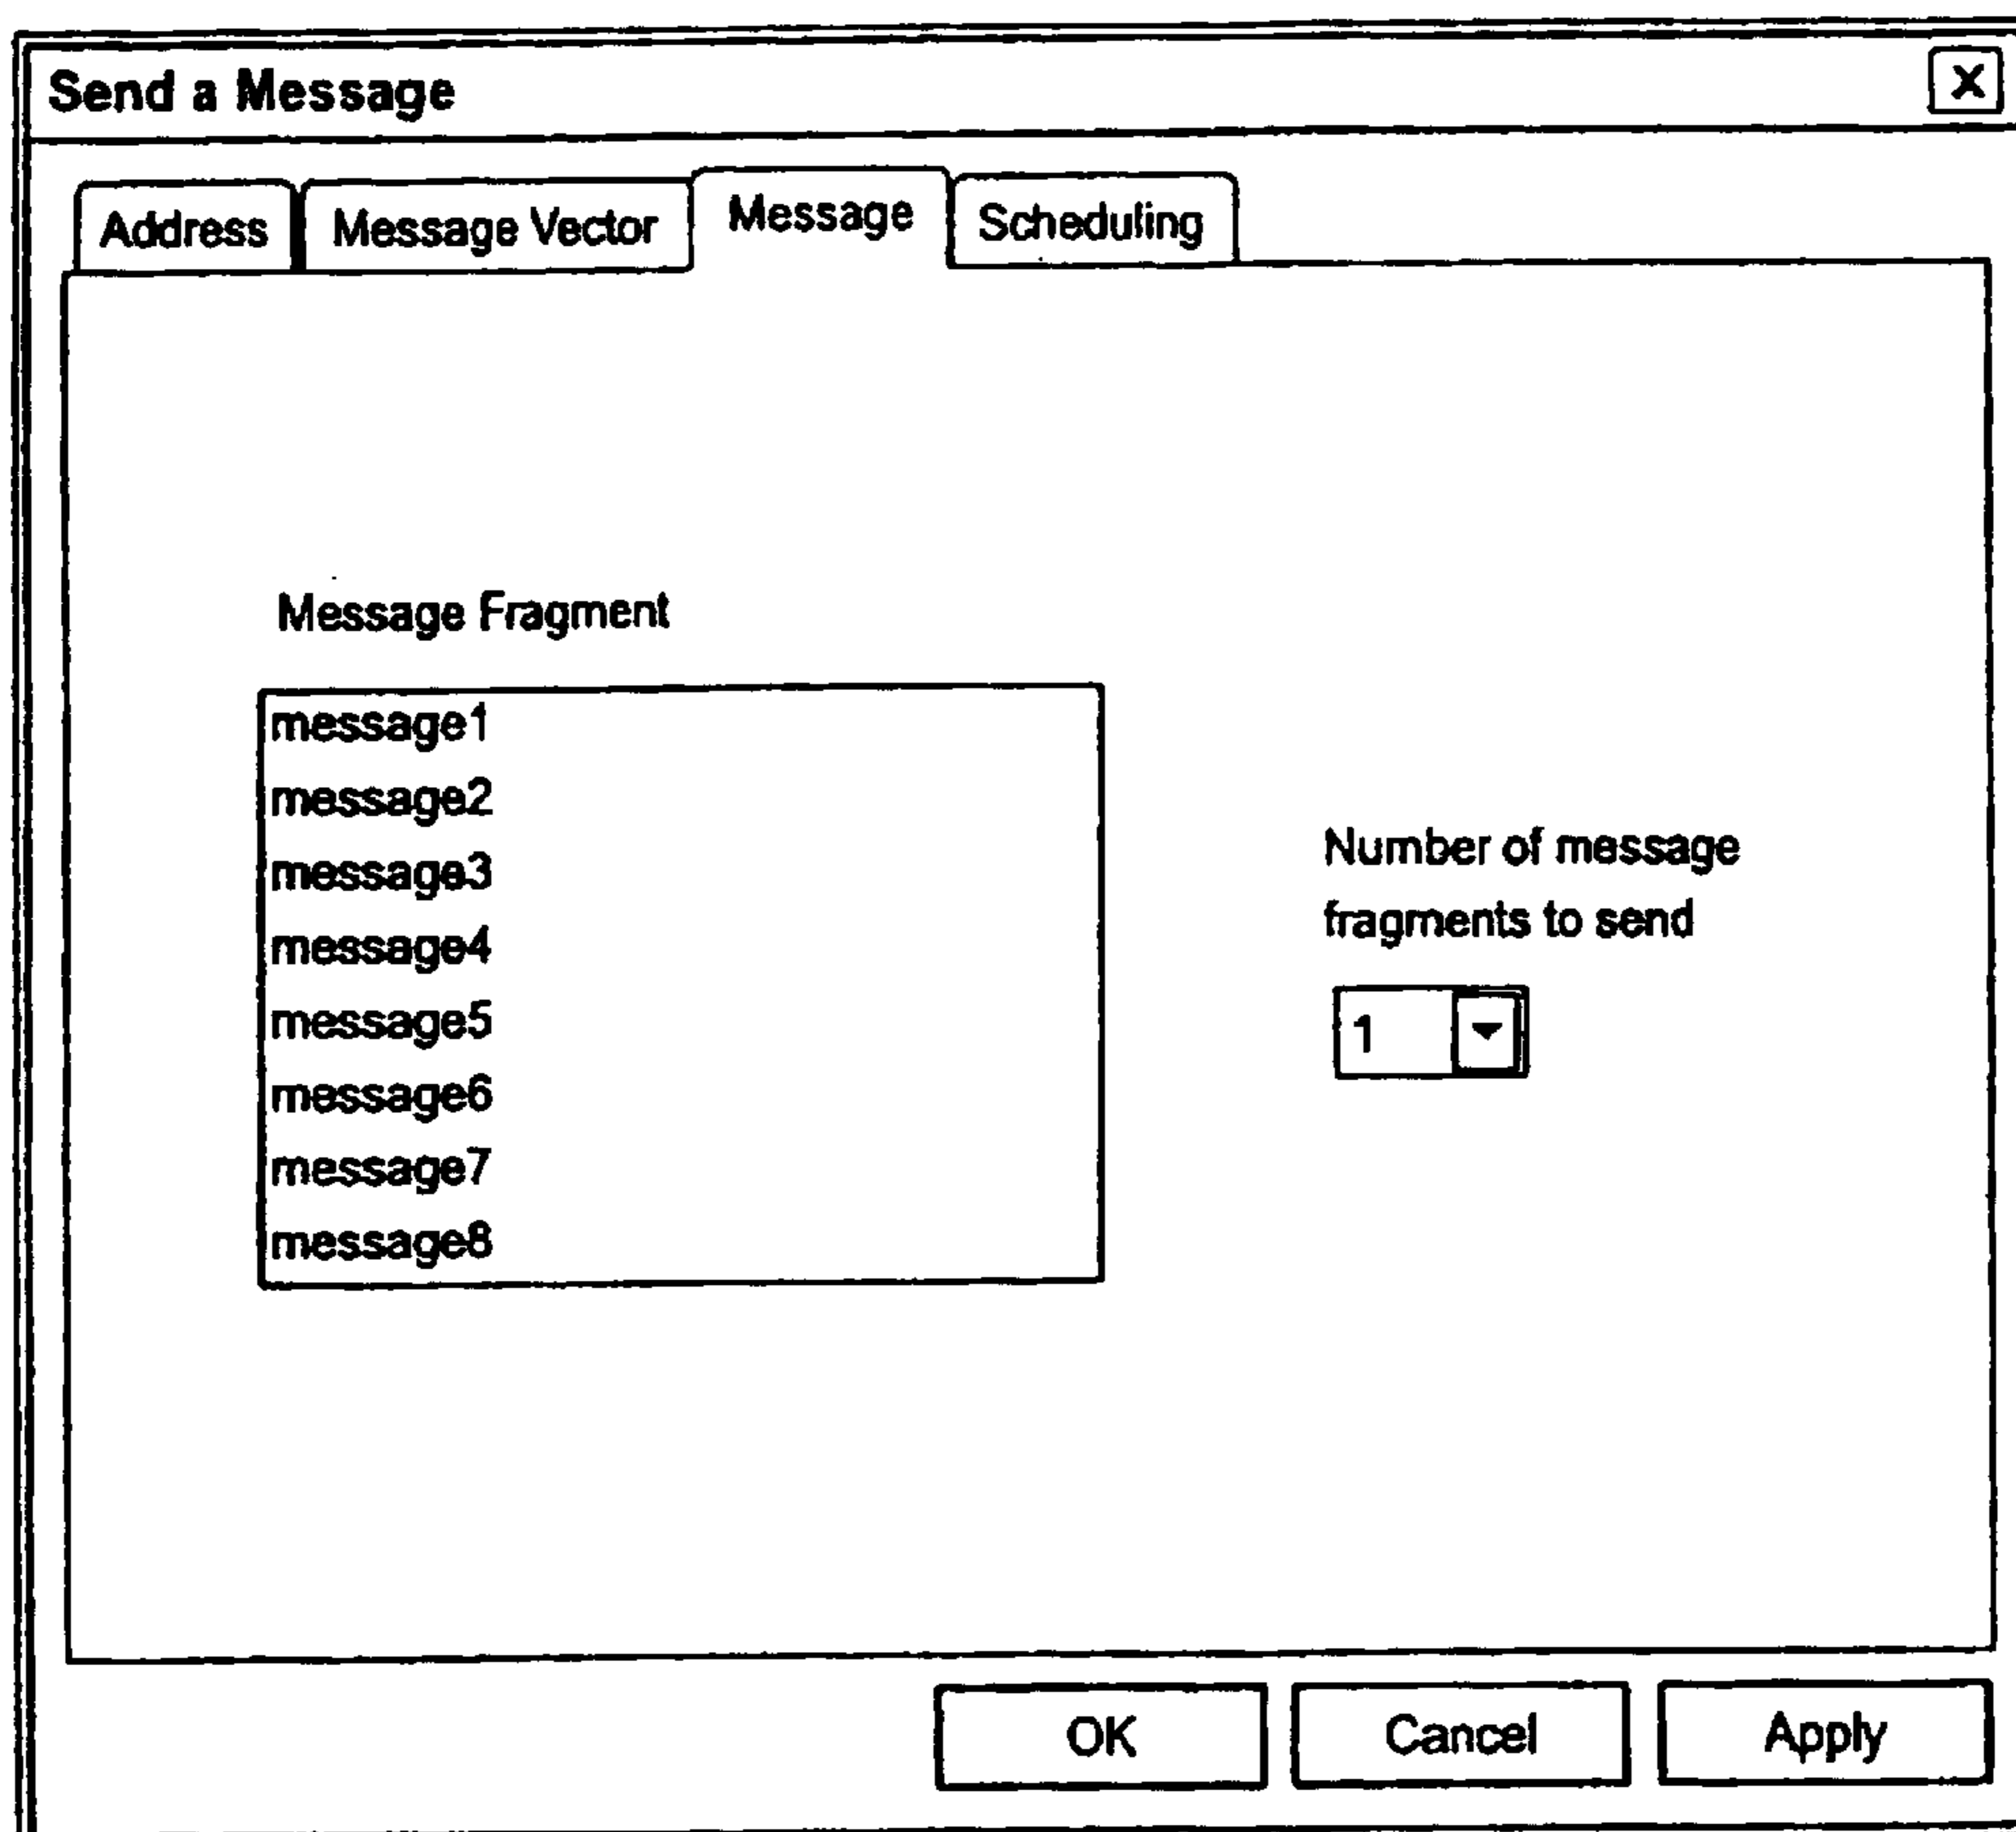 Send a Message X
Address Message Vector Message Scheduling
Message Fragment
message1
message2
message3
message4
message5
message6
message7
message8
Number of message
fragments to send
1
OK Cancel Apply